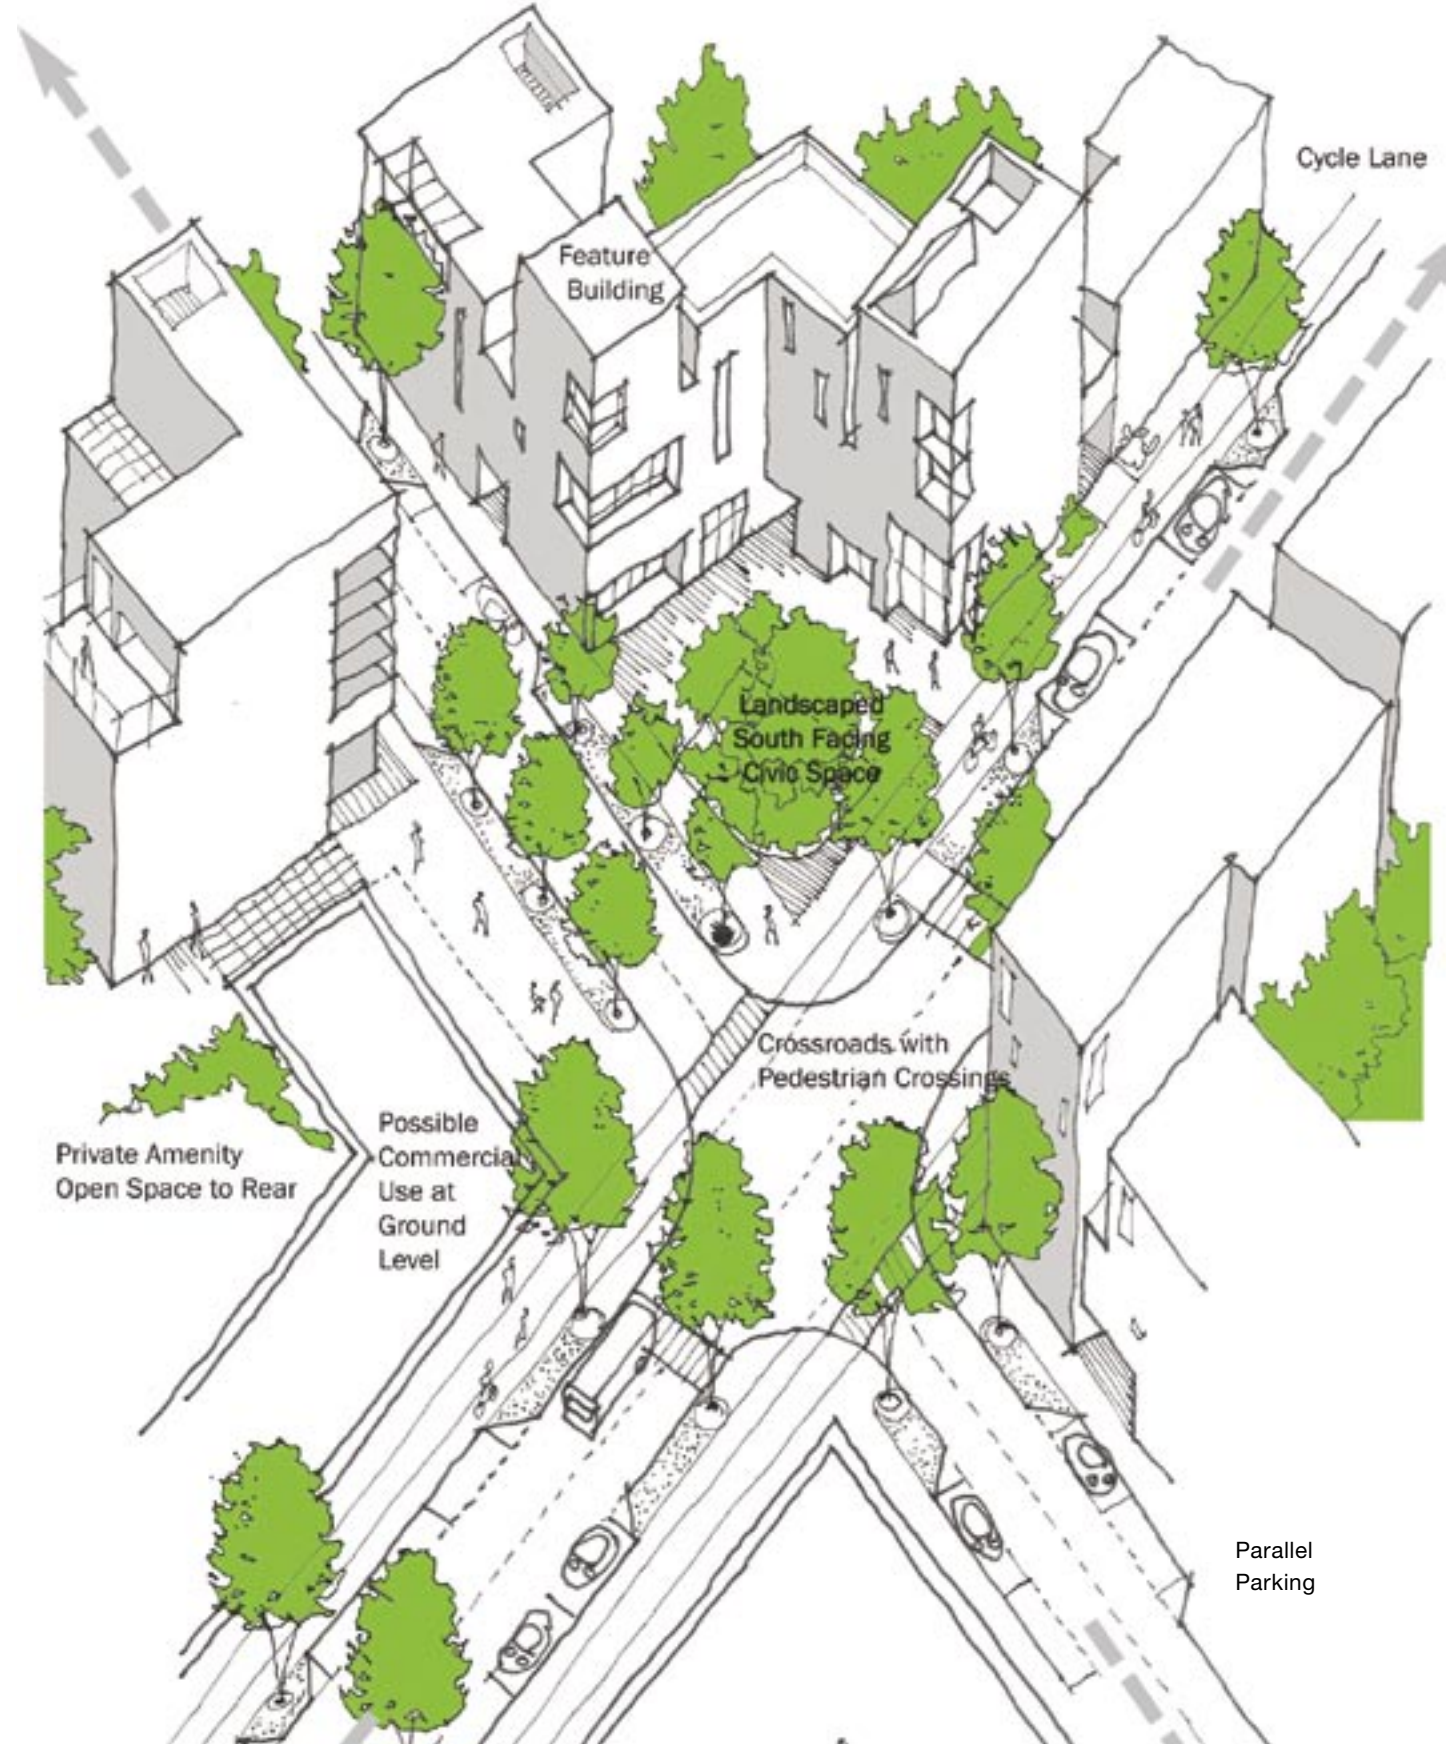 Cycle Lane
Feature
Building
Landscaped
South Facing
Civic Space
Crossroads with
Pedestrian Crossings
Possible
Commercial
Use at
Ground
Level
Private Amenity
Open Space to Rear
Parallel
Parking